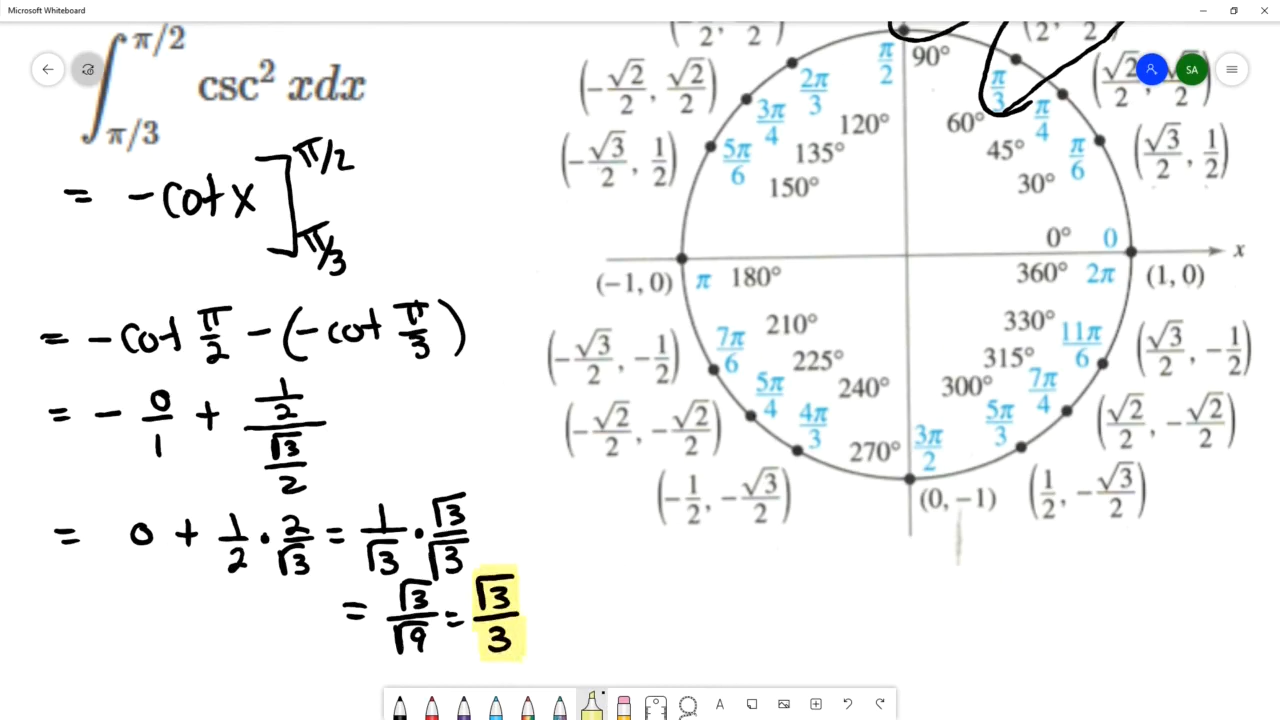 Microsoft Whiteboard
∫_{π/3}^{π/2} csc² xdx
= -cot x ]_{π/3}^{π/2}
= -cot π/2 - (-cot π/3)
= - 0/1 + (1/2)/(√3/2)
= 0 + 1/2 · 2/√3 = 1/√3 · √3/√3
= √3/√9 = √3/3
π/2 90°
SA
(-√2/2, √2/2) 3π/4 135°
2π/3 120°
(-√3/2, 1/2) 5π/6 150°
60° π/3
45° π/4
30° π/6 (√3/2, 1/2)
0° 0 x
(-1, 0) π 180°
360° 2π (1, 0)
(-√3/2, -1/2) 7π/6 210°
330° 11π/6 (√3/2, -1/2)
(-√2/2, -√2/2) 5π/4 225°
315° 7π/4 (√2/2, -√2/2)
(-1/2, -√3/2) 4π/3 240°
300° 5π/3 (1/2, -√3/2)
270° 3π/2 (0, -1)
A